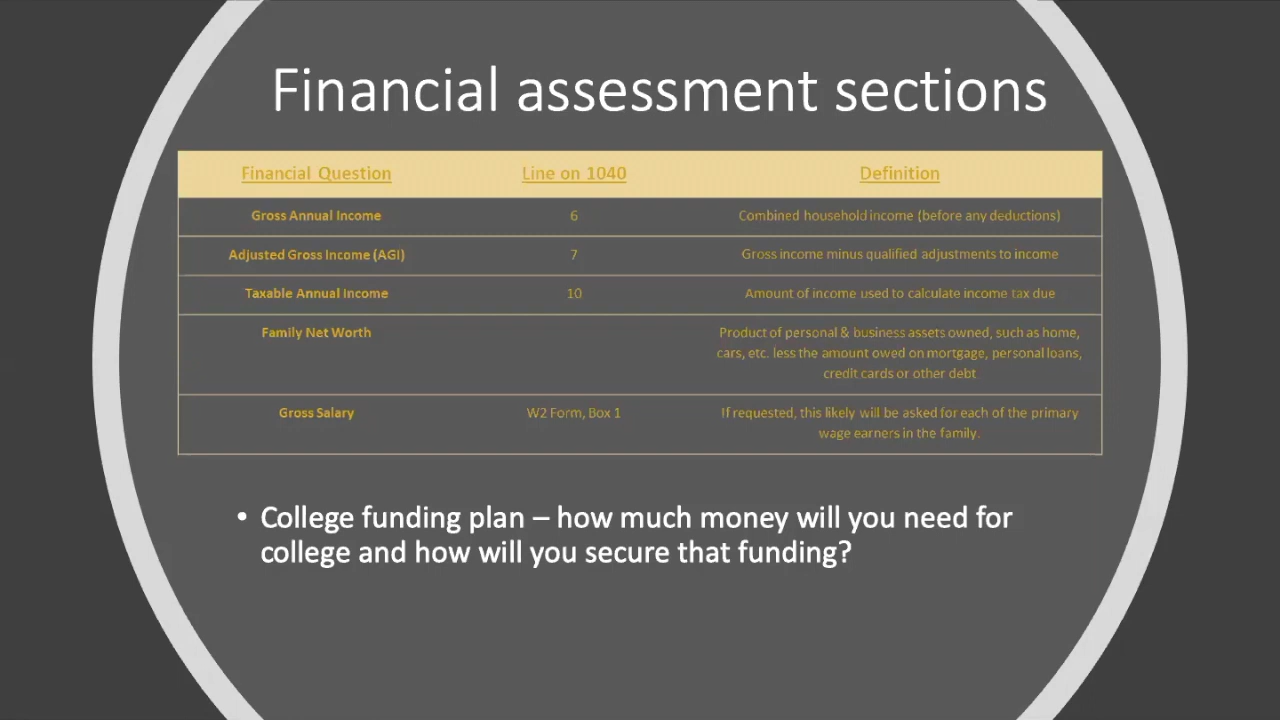 Financial assessment sections
Financial Question Line on 1040 Definition
Gross Annual Income 6 Combined household income (before any deductions)
Adjusted Gross Income (AGI) 7 Gross income minus qualified adjustments to income
Taxable Annual Income 10 Amount of income used to calculate income tax due
Family Net Worth Product of personal & business assets owned, such as home,
cars, etc. less the amount owed on mortgage, personal loans,
credit cards or other debt
Gross Salary W2 Form, Box 1 If requested, this likely will be asked for each of the primary
wage earners in the family.
• College funding plan – how much money will you need for
college and how will you secure that funding?